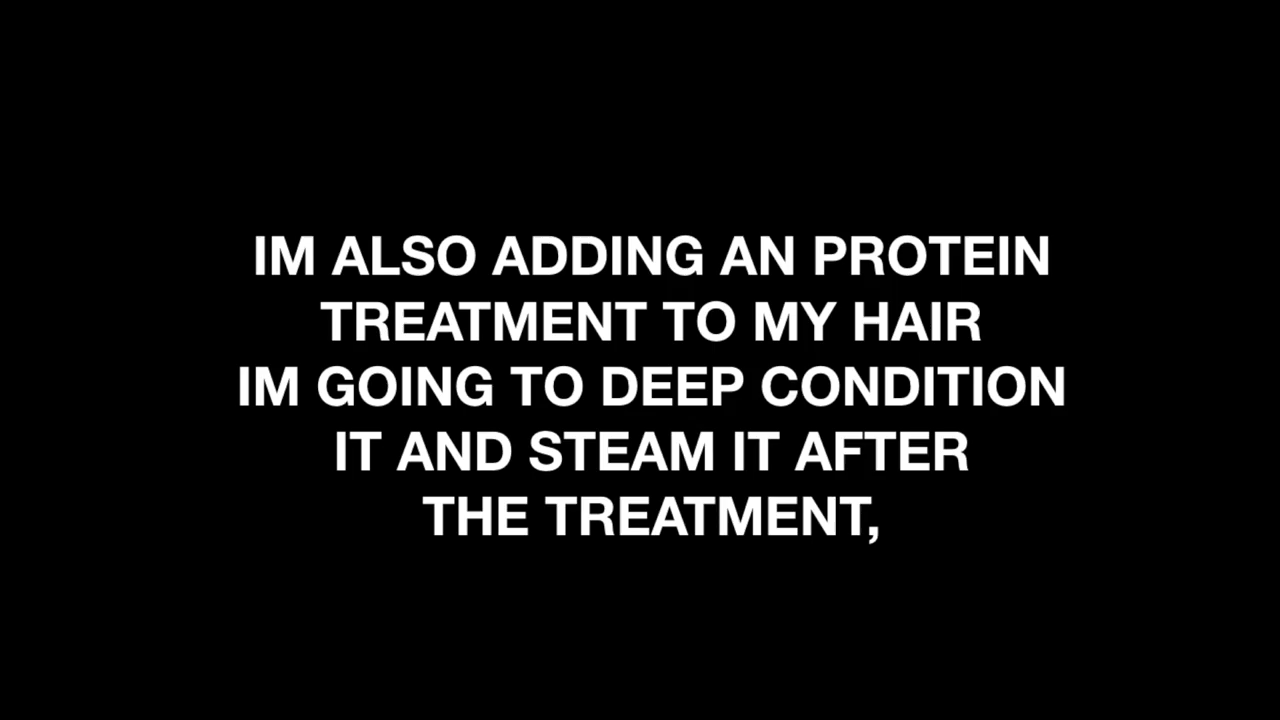 IM ALSO ADDING AN PROTEIN
TREATMENT TO MY HAIR
IM GOING TO DEEP CONDITION
IT AND STEAM IT AFTER
THE TREATMENT,